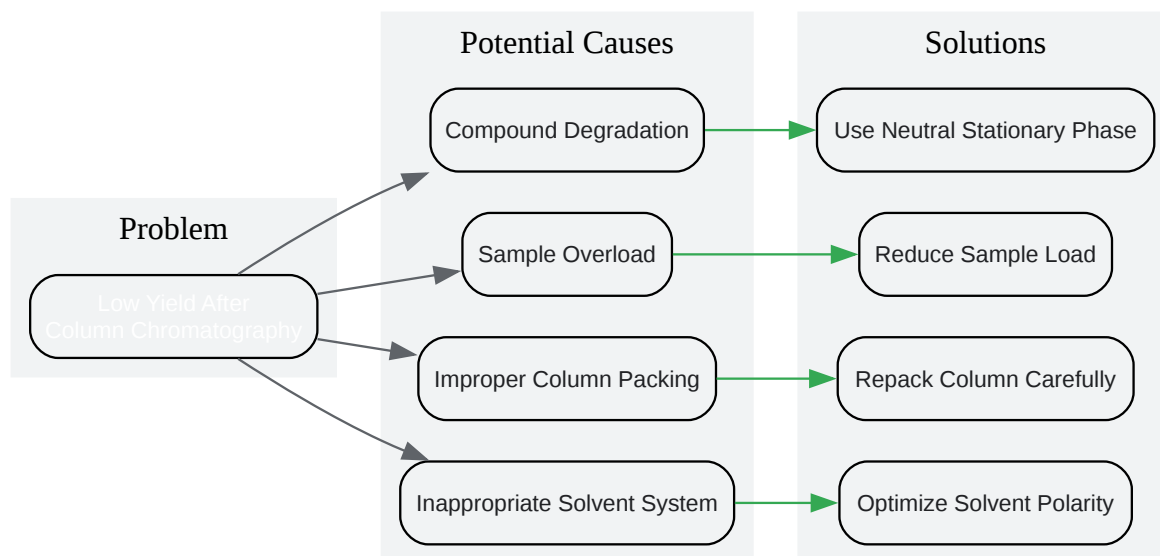 Problem
Low Yield After
Column Chromatography
Potential Causes
Compound Degradation
Sample Overload
Improper Column Packing
Inappropriate Solvent System
Solutions
Use Neutral Stationary Phase
Reduce Sample Load
Repack Column Carefully
Optimize Solvent Polarity